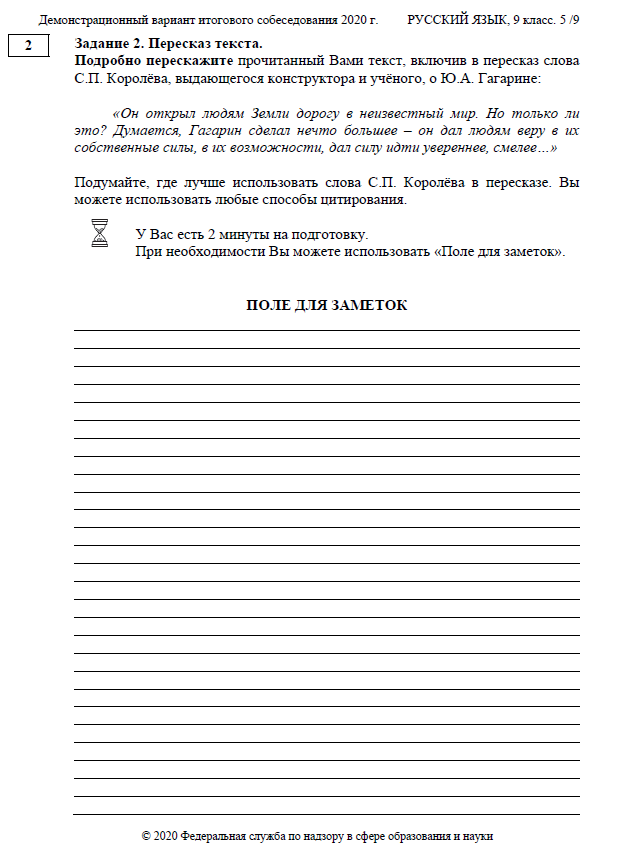 Демонстрационный вариант итогового собеседования 2020 г. РУССКИЙ ЯЗЫК, 9 класс. 5 /9
2
Задание 2. Пересказ текста.
Подробно перескажите прочитанный Вами текст, включив в пересказ слова
С.П. Королёва, выдающегося конструктора и учёного, о Ю.А. Гагарине:
«Он открыл людям Земли дорогу в неизвестный мир. Но только ли
это? Думается, Гагарин сделал нечто большее – он дал людям веру в их
собственные силы, в их возможности, дал силу идти увереннее, смелее…»
Подумайте, где лучше использовать слова С.П. Королёва в пересказе. Вы
можете использовать любые способы цитирования.
У Вас есть 2 минуты на подготовку.
При необходимости Вы можете использовать «Поле для заметок».
ПОЛЕ ДЛЯ ЗАМЕТОК
© 2020 Федеральная служба по надзору в сфере образования и науки